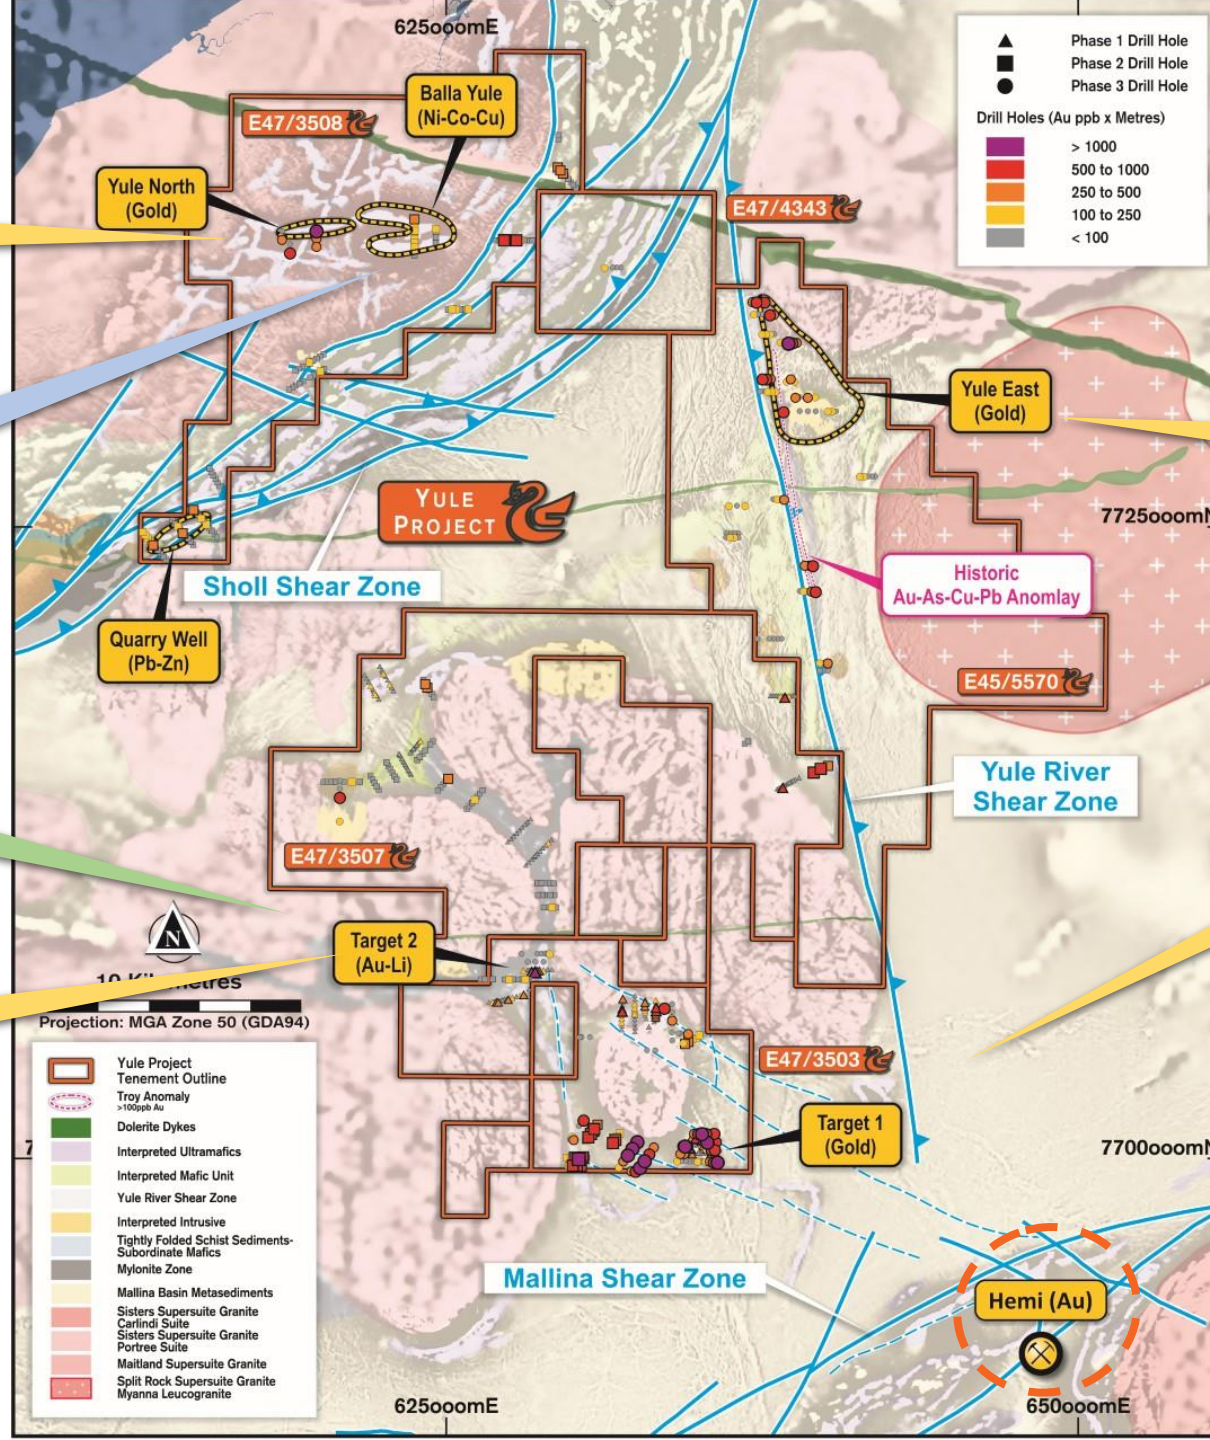 625000mE
Phase 1 Drill Hole
Phase 2 Drill Hole
Phase 3 Drill Hole
Drill Holes (Au ppb x Metres)
> 1000
500 to 1000
250 to 500
100 to 250
< 100
Balla Yule
(Ni-Co-Cu)
E47/3508
Yule North
(Gold)
E47/4343
Yule East
(Gold)
YULE
PROJECT
7725000mN
Historic
Au-As-Cu-Pb Anomlay
Sholl Shear Zone
Quarry Well
(Pb-Zn)
E45/5570
Yule River
Shear Zone
E47/3507
Target 2
(Au-Li)
N
10 Kilometres
Projection: MGA Zone 50 (GDA94)
E47/3503
Target 1
(Gold)
7700000mN
7
Yule Project
Tenement Outline
Troy Anomaly
>100ppb Au
Dolerite Dykes
Interpreted Ultramafics
Interpreted Mafic Unit
Yule River Shear Zone
Interpreted Intrusive
Tightly Folded Schist Sediments-
Subordinate Mafics
Mylonite Zone
Mallina Basin Metasediments
Sisters Supersuite Granite
Carlindi Suite
Sisters Supersuite Granite
Portree Suite
Maitland Supersuite Granite
Split Rock Supersuite Granite
Myanna Leucogranite
Mallina Shear Zone
Hemi (Au)
625000mE
650000mE